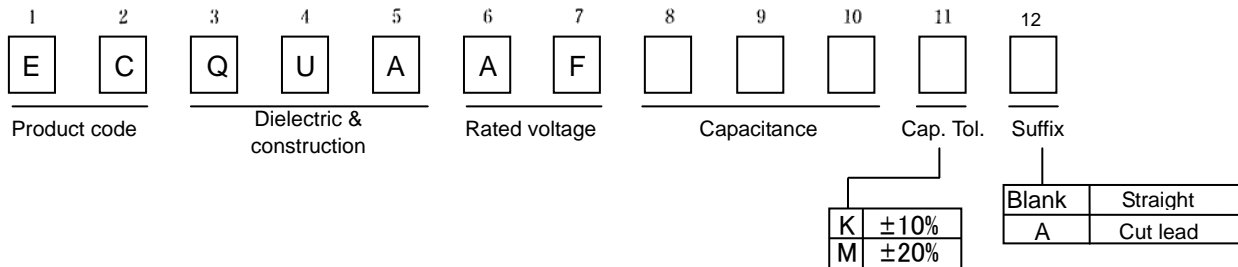 1 2 3 4 5 6 7 8 9 10 11 12
E C Q U A A F
Product code
Dielectric &
construction
Rated voltage
Capacitance
Cap. Tol.
Suffix
K ±10%
M ±20%
Blank Straight
A Cut lead